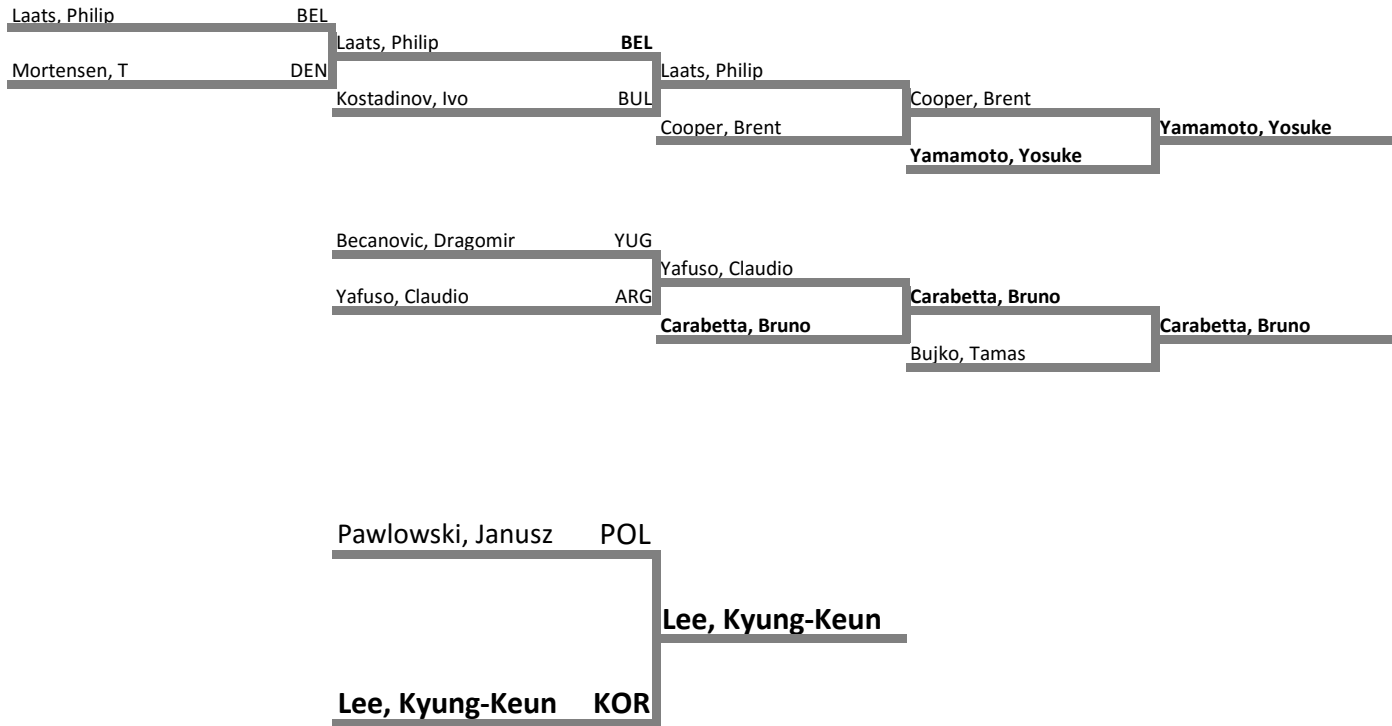 Laats, Philip BEL
Laats, Philip BEL
Mortensen, T DEN
Laats, Philip
Kostadinov, Ivo BUL
Cooper, Brent
Cooper, Brent
Yamamoto, Yosuke
Yamamoto, Yosuke
Becanovic, Dragomir YUG
Yafuso, Claudio
Yafuso, Claudio ARG
Carabetta, Bruno
Carabetta, Bruno
Carabetta, Bruno
Bujko, Tamas
Pawlowski, Janusz POL
Lee, Kyung-Keun
Lee, Kyung-Keun KOR